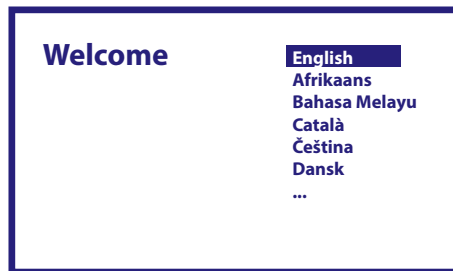 Welcome
English
Afrikaans
Bahasa Melayu
Català
Čeština
Dansk
...